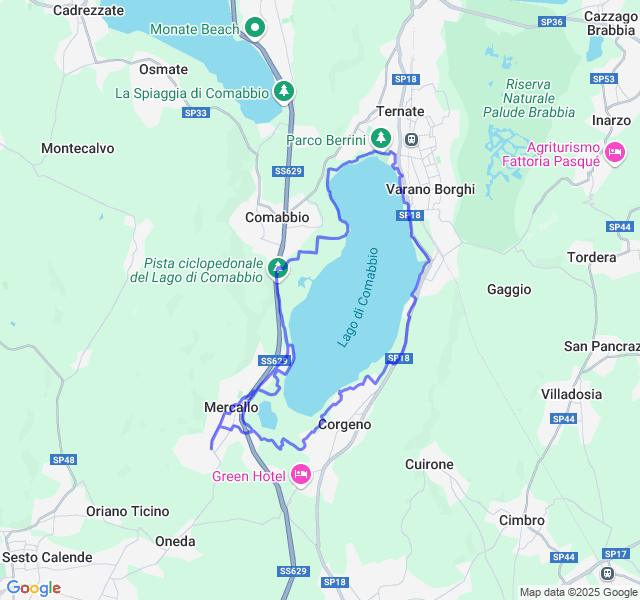 Cadrezzate
Monate Beach
SP36
Cazzago
Brabbia
Osmate
SP18
SP53
La Spiaggia di Comabbio
Riserva
Naturale
Palude Brabbia
SP33
Ternate
Inarzo
Parco Berrini
Agriturismo
Fattoria Pasqué
Montecalvo
SS629
Varano Borghi
Comabbio
SP18
SP44
Pista ciclopedonale
del Lago di Comabbio
Tordera
Lago di Comabbio
Gaggio
San Pancraz
SS629
SP18
Villadosia
Mercallo
SP44
Corgeno
SP48
Cuirone
Green Hotel
Oriano Ticino
Cimbro
Oneda
Sesto Calende
SP44
SP17
SS629
SP18
Google
Map data ©2025 Google